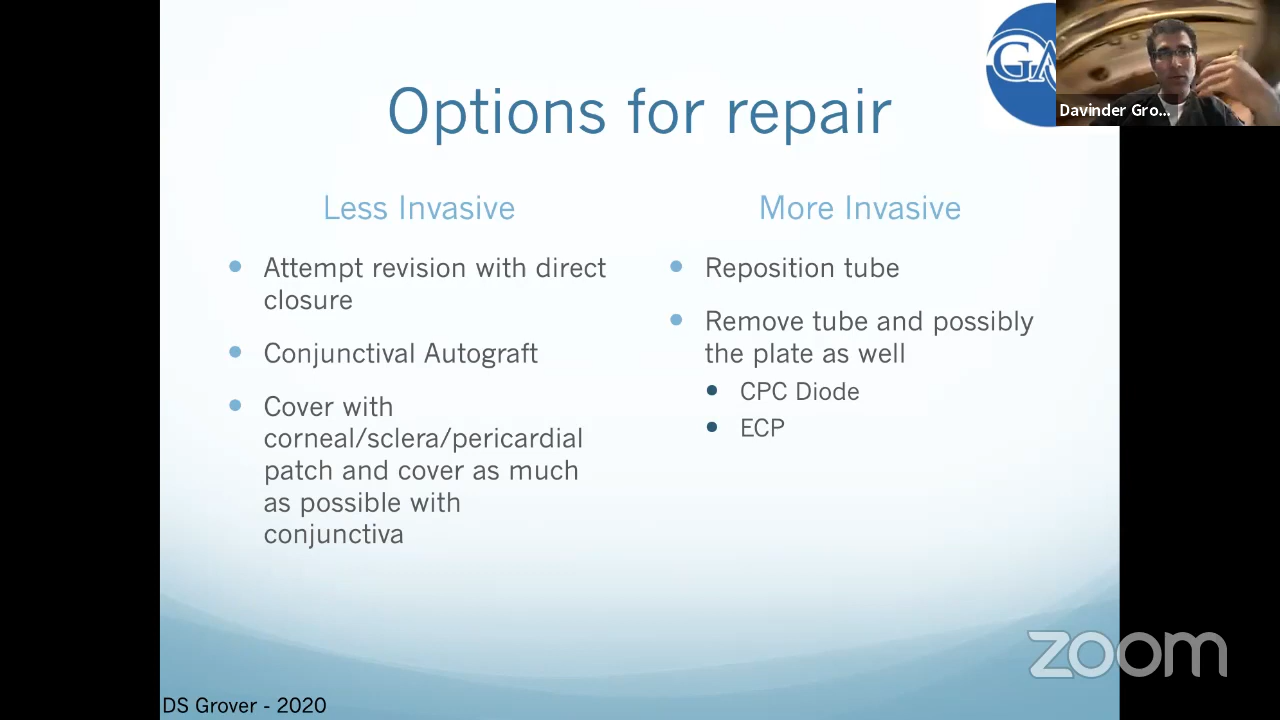 Options for repair
GA
Davinder Gro...
Less Invasive
Attempt revision with direct
closure
Conjunctival Autograft
Cover with
corneal/sclera/pericardial
patch and cover as much
as possible with
conjunctiva
More Invasive
Reposition tube
Remove tube and possibly
the plate as well
CPC Diode
ECP
zoom
DS Grover - 2020